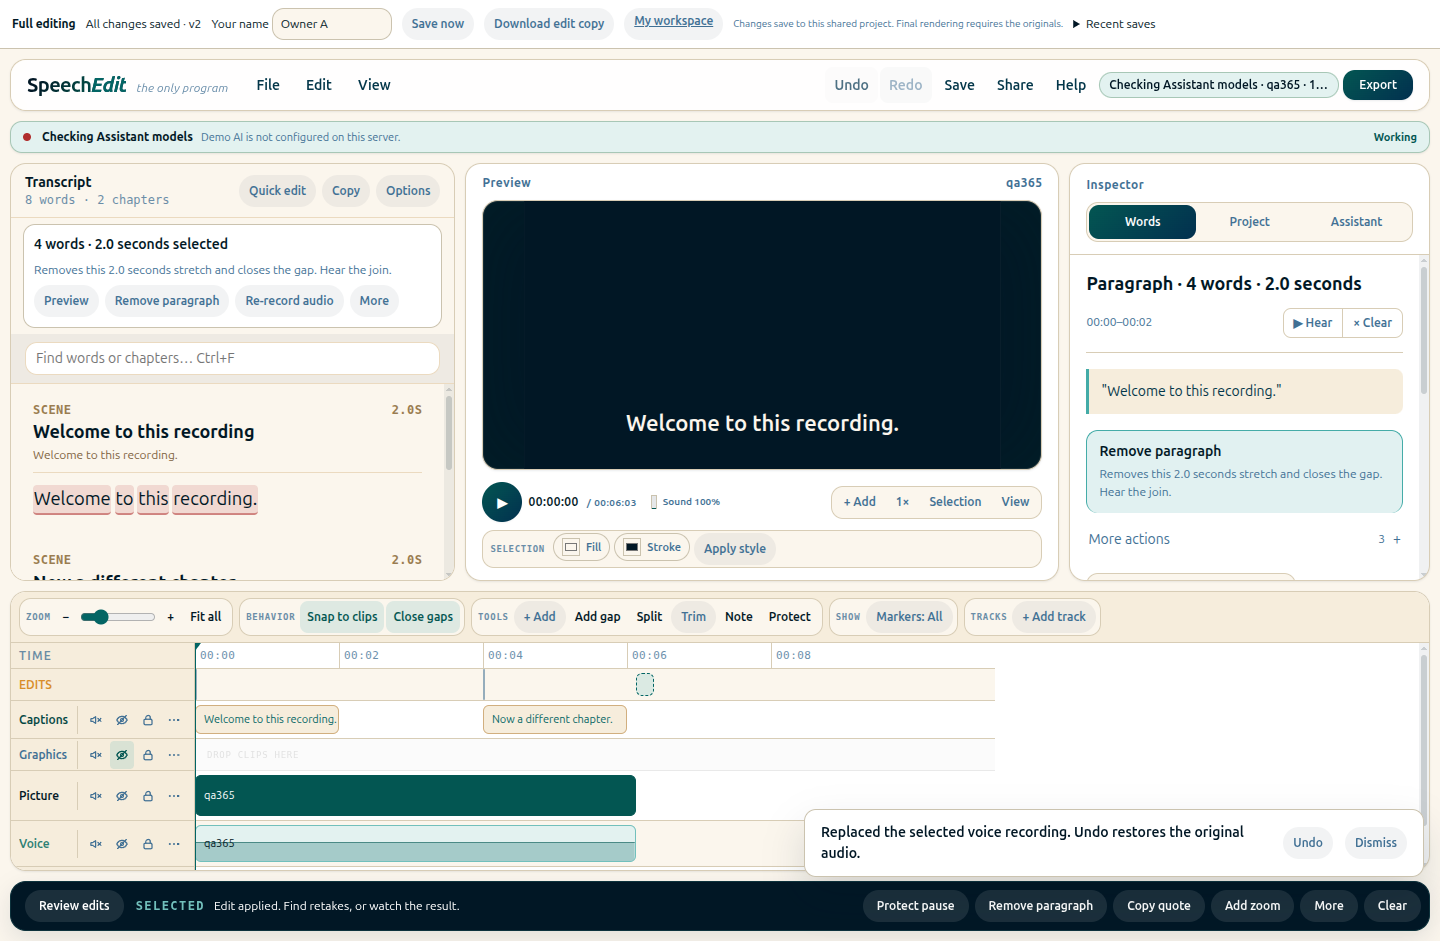 Full editing All changes saved · v2 Your name Owner A Save now Download edit copy My workspace Changes save to this shared project. Final rendering requires the originals. ▶ Recent saves
SpeechEdit the only program File Edit View Undo Redo Save Share Help Checking Assistant models · qa365 · 1… Export
Checking Assistant models Demo AI is not configured on this server. Working
Transcript
8 words · 2 chapters
Quick edit Copy Options
4 words · 2.0 seconds selected
Removes this 2.0 seconds stretch and closes the gap. Hear the join.
Preview Remove paragraph Re-record audio More
Find words or chapters… Ctrl+F
SCENE 2.0S
Welcome to this recording
Welcome to this recording.
Welcome to this recording.
SCENE 2.0S
Now a different chapter
Preview qa365
Welcome to this recording.
00:00:00 / 00:06:03 Sound 100% + Add 1× Selection View
SELECTION Fill Stroke Apply style
Inspector
Words Project Assistant
Paragraph · 4 words · 2.0 seconds
00:00–00:02 ▶ Hear × Clear
"Welcome to this recording."
Remove paragraph
Removes this 2.0 seconds stretch and closes the gap.
Hear the join.
More actions 3 +
ZOOM − + Fit all BEHAVIOR Snap to clips Close gaps TOOLS + Add Add gap Split Trim Note Protect SHOW Markers: All TRACKS + Add track
TIME 00:00 00:02 00:04 00:06 00:08
EDITS
Captions Welcome to this recording. Now a different chapter.
Graphics DROP CLIPS HERE
Picture qa365
Voice qa365
Replaced the selected voice recording. Undo restores the original
audio.
Undo Dismiss
Review edits SELECTED Edit applied. Find retakes, or watch the result. Protect pause Remove paragraph Copy quote Add zoom More Clear